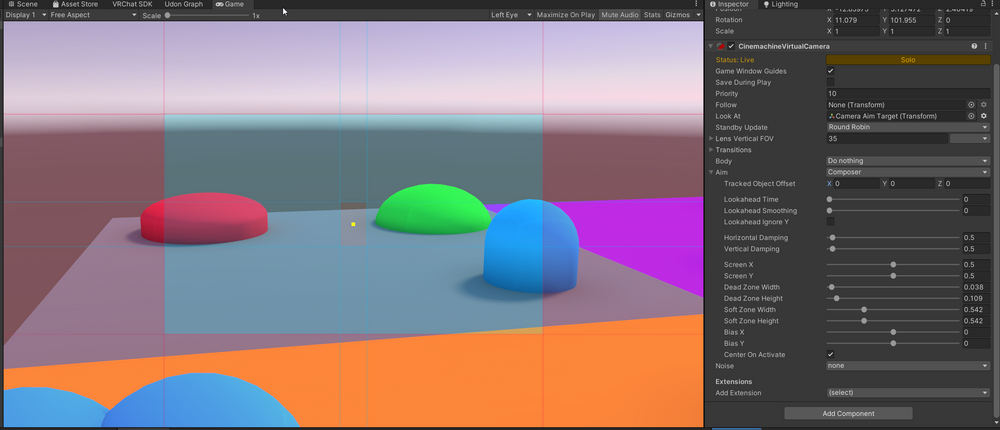 Scene Asset Store VRChat SDK Udon Graph Game
Display 1 Free Aspect Scale 1x Left Eye Maximize On Play Mute Audio Stats Gizmos
Inspector Lighting
Rotation X 11.079 Y 101.955 Z 0
Scale X 1 Y 1 Z 1
CinemachineVirtualCamera
Status: Live Solo
Game Window Guides
Save During Play
Priority 10
Follow None (Transform)
Look At Camera Aim Target (Transform)
Standby Update Round Robin
Lens Vertical FOV 35
Transitions
Body Do nothing
Aim Composer
Tracked Object Offset X 0 Y 0 Z 0
Lookahead Time 0
Lookahead Smoothing 0
Lookahead Ignore Y
Horizontal Damping 0.5
Vertical Damping 0.5
Screen X 0.5
Screen Y 0.5
Dead Zone Width 0.038
Dead Zone Height 0.109
Soft Zone Width 0.542
Soft Zone Height 0.542
Bias X 0
Bias Y 0
Center On Activate
Noise none
Extensions
Add Extension (select)
Add Component